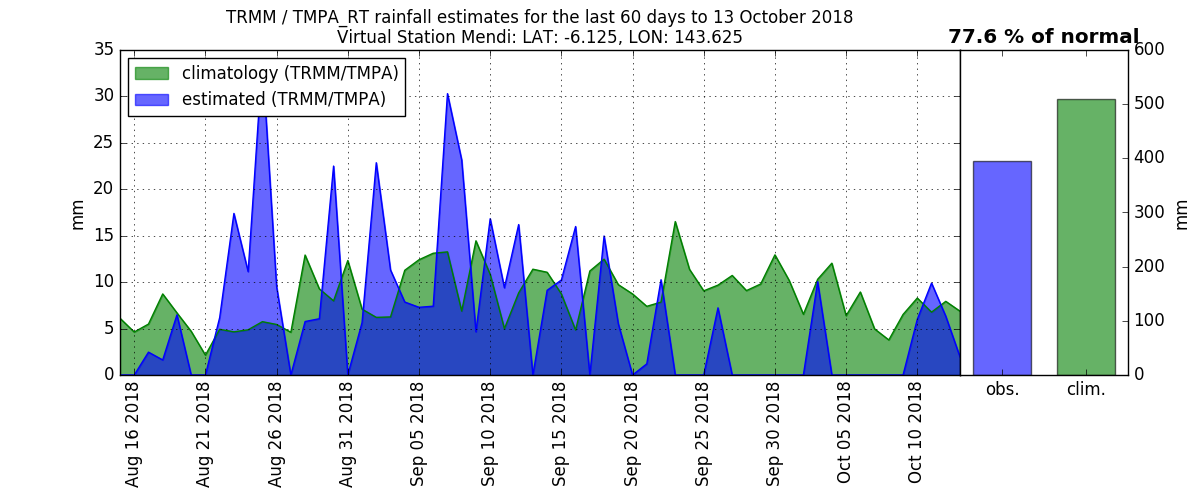 TRMM / TMPA_RT rainfall estimates for the last 60 days to 13 October 2018
Virtual Station Mendi: LAT: -6.125, LON: 143.625
77.6 % of normal
climatology (TRMM/TMPA)
estimated (TRMM/TMPA)
35
30
25
20
15
10
5
0
mm
Aug 16 2018
Aug 21 2018
Aug 26 2018
Aug 31 2018
Sep 05 2018
Sep 10 2018
Sep 15 2018
Sep 20 2018
Sep 25 2018
Sep 30 2018
Oct 05 2018
Oct 10 2018
600
500
400
300
200
100
0
mm
obs.
clim.